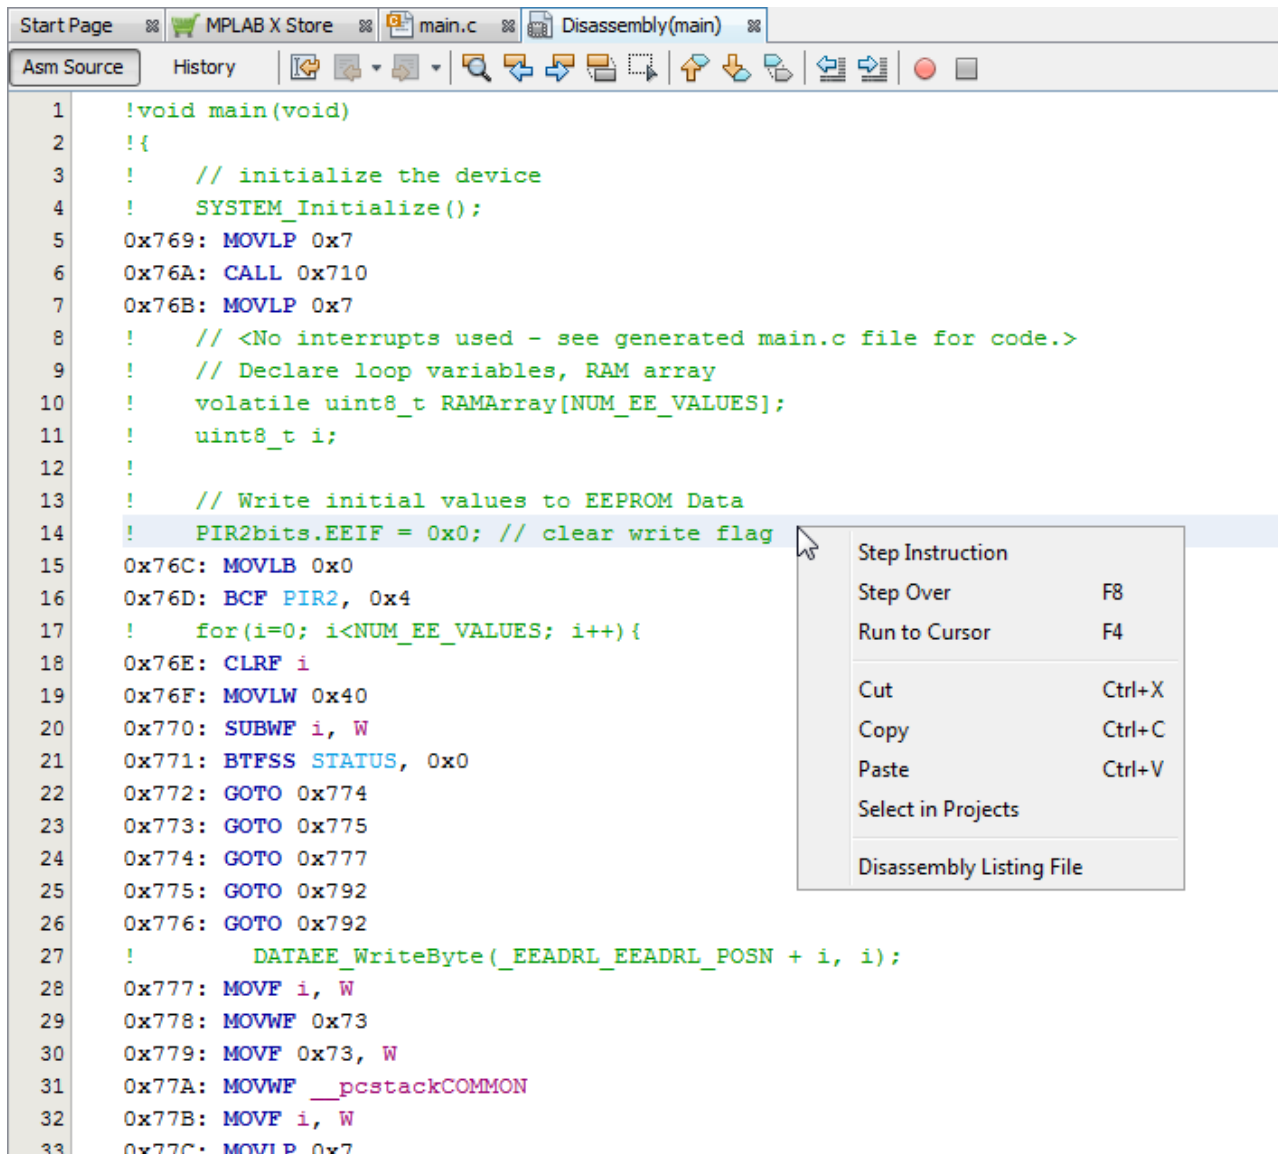 Start Page MPLAB X Store main.c Disassembly(main)
Asm Source History
1 !void main(void)
2 !{
3 !    // initialize the device
4 !    SYSTEM_Initialize();
5 0x769: MOVLP 0x7
6 0x76A: CALL 0x710
7 0x76B: MOVLP 0x7
8 !    // <No interrupts used - see generated main.c file for code.>
9 !    // Declare loop variables, RAM array
10 !    volatile uint8_t RAMArray[NUM_EE_VALUES];
11 !    uint8_t i;
12 !
13 !    // Write initial values to EEPROM Data
14 !    PIR2bits.EEIF = 0x0; // clear write flag
15 0x76C: MOVLB 0x0
16 0x76D: BCF PIR2, 0x4
17 !    for(i=0; i<NUM_EE_VALUES; i++){
18 0x76E: CLRF i
19 0x76F: MOVLW 0x40
20 0x770: SUBWF i, W
21 0x771: BTFSS STATUS, 0x0
22 0x772: GOTO 0x774
23 0x773: GOTO 0x775
24 0x774: GOTO 0x777
25 0x775: GOTO 0x792
26 0x776: GOTO 0x792
27 !        DATAEE_WriteByte(_EEADRL_EEADRL_POSN + i, i);
28 0x777: MOVF i, W
29 0x778: MOVWF 0x73
30 0x779: MOVF 0x73, W
31 0x77A: MOVWF __pcstackCOMMON
32 0x77B: MOVF i, W
33 0x77C: MOVLP 0x7
Step Instruction
Step Over F8
Run to Cursor F4
Cut Ctrl+X
Copy Ctrl+C
Paste Ctrl+V
Select in Projects
Disassembly Listing File